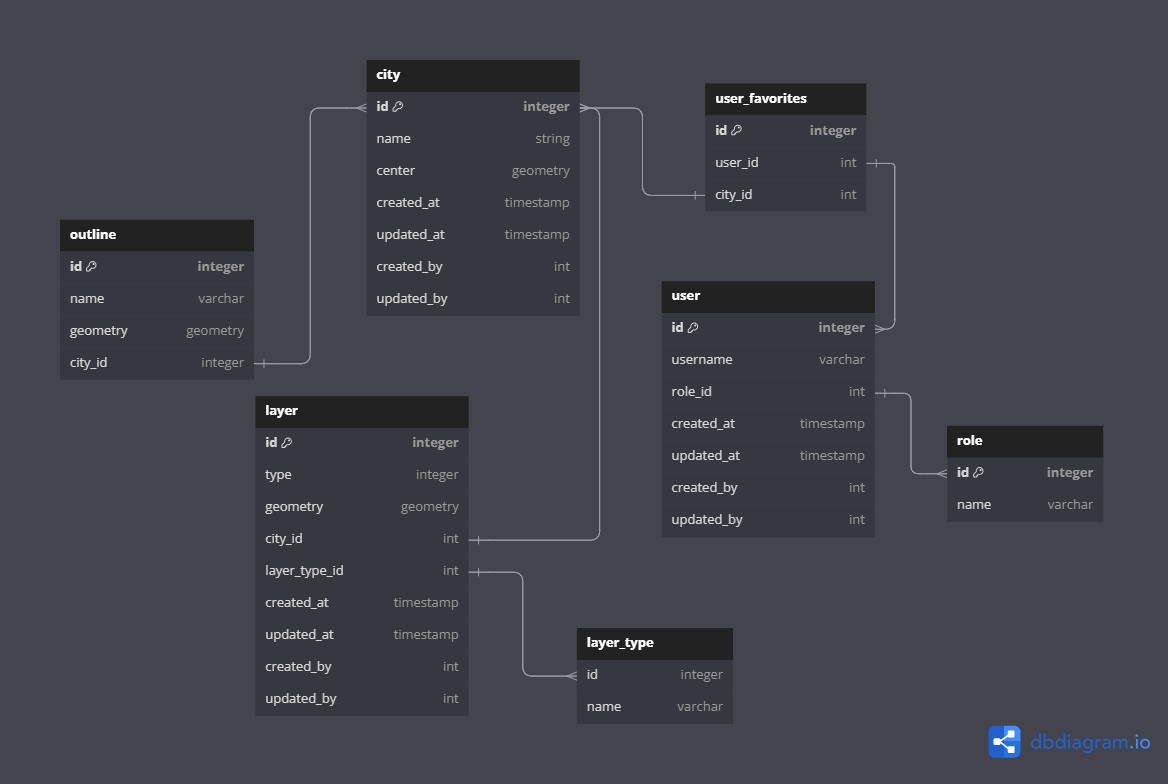 city
id integer
name string
center geometry
created_at timestamp
updated_at timestamp
created_by int
updated_by int
user_favorites
id integer
user_id int
city_id int
outline
id integer
name varchar
geometry geometry
city_id integer
user
id integer
username varchar
role_id int
created_at timestamp
updated_at timestamp
created_by int
updated_by int
layer
id integer
type integer
geometry geometry
city_id int
layer_type_id int
created_at timestamp
updated_at timestamp
created_by int
updated_by int
role
id integer
name varchar
layer_type
id integer
name varchar
dbdiagram.io